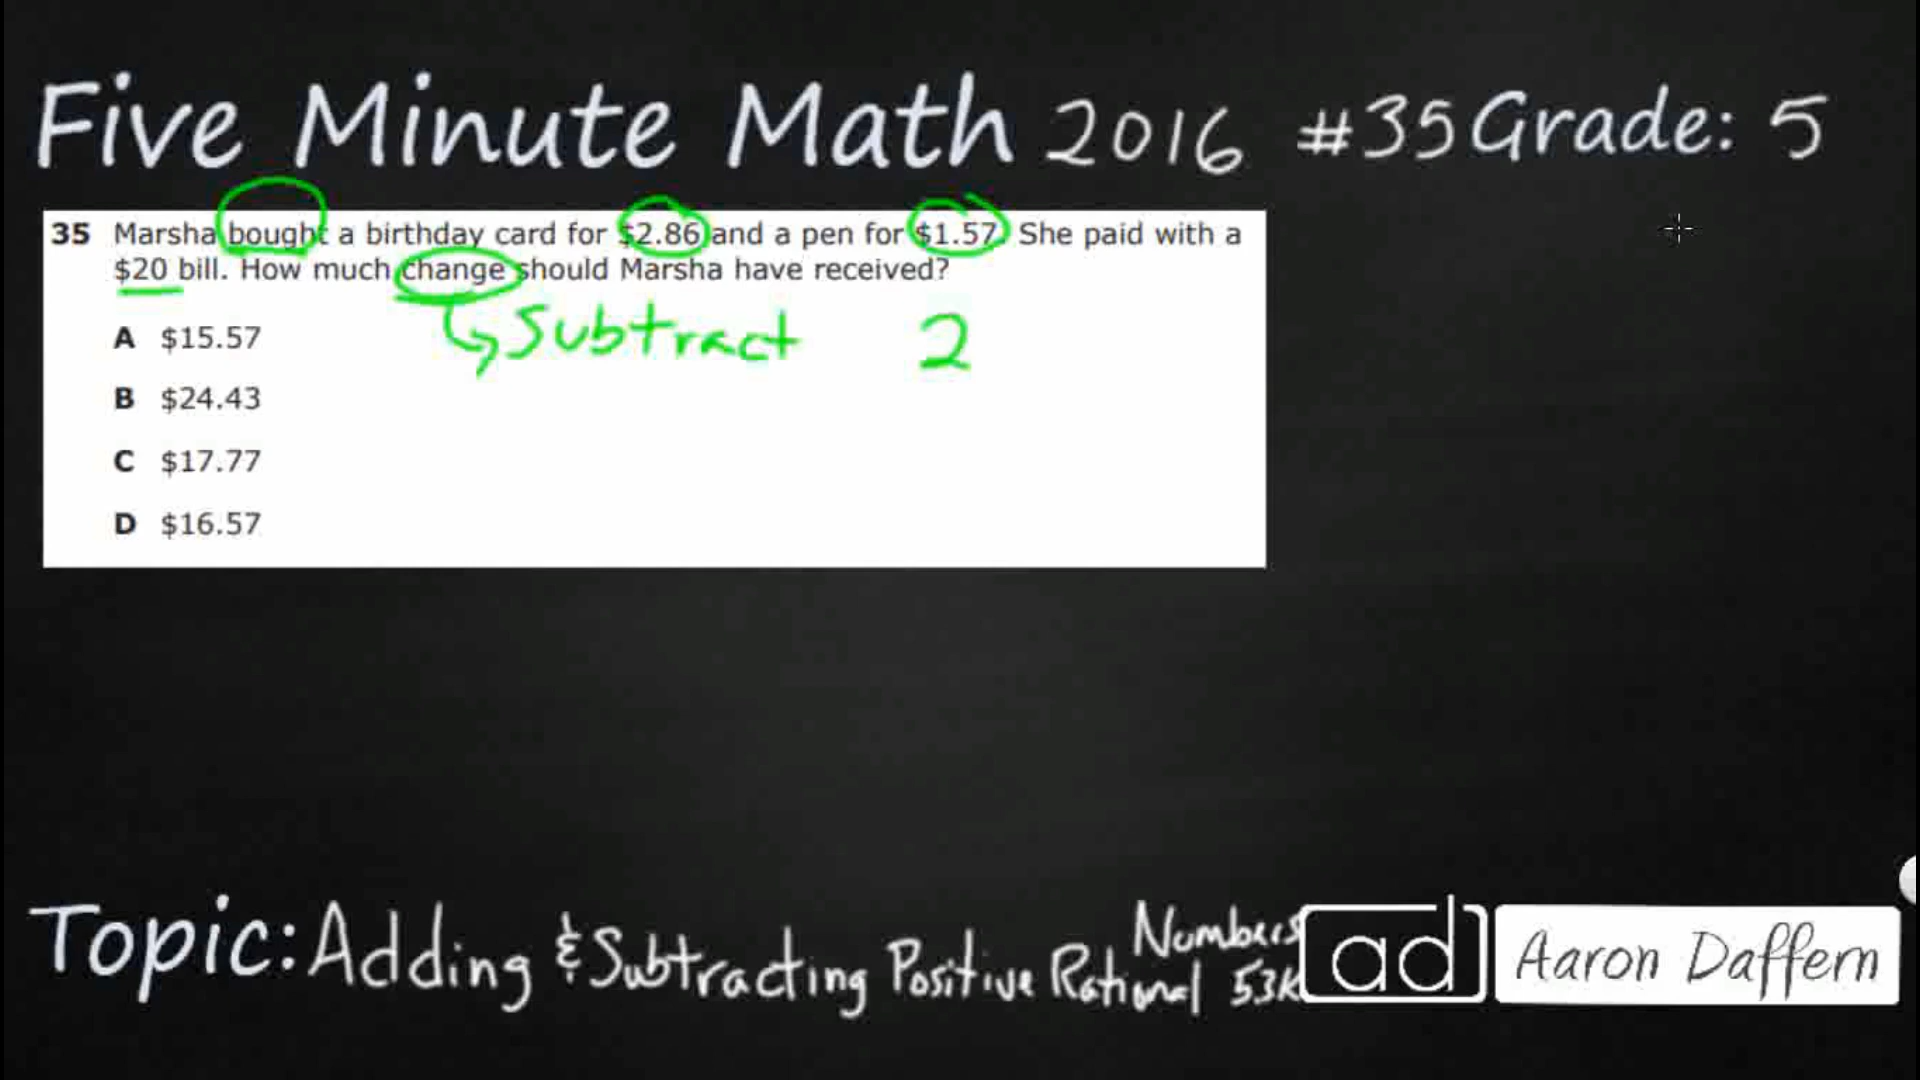 Five Minute Math 2016 #35 Grade: 5
35 Marsha bought a birthday card for $2.86 and a pen for $1.57. She paid with a
$20 bill. How much change should Marsha have received?
Subtract 2
A $15.57
B $24.43
C $17.77
D $16.57
Topic: Adding & Subtracting Positive Rational Numbers 5.3K
ad Aaron Daffern